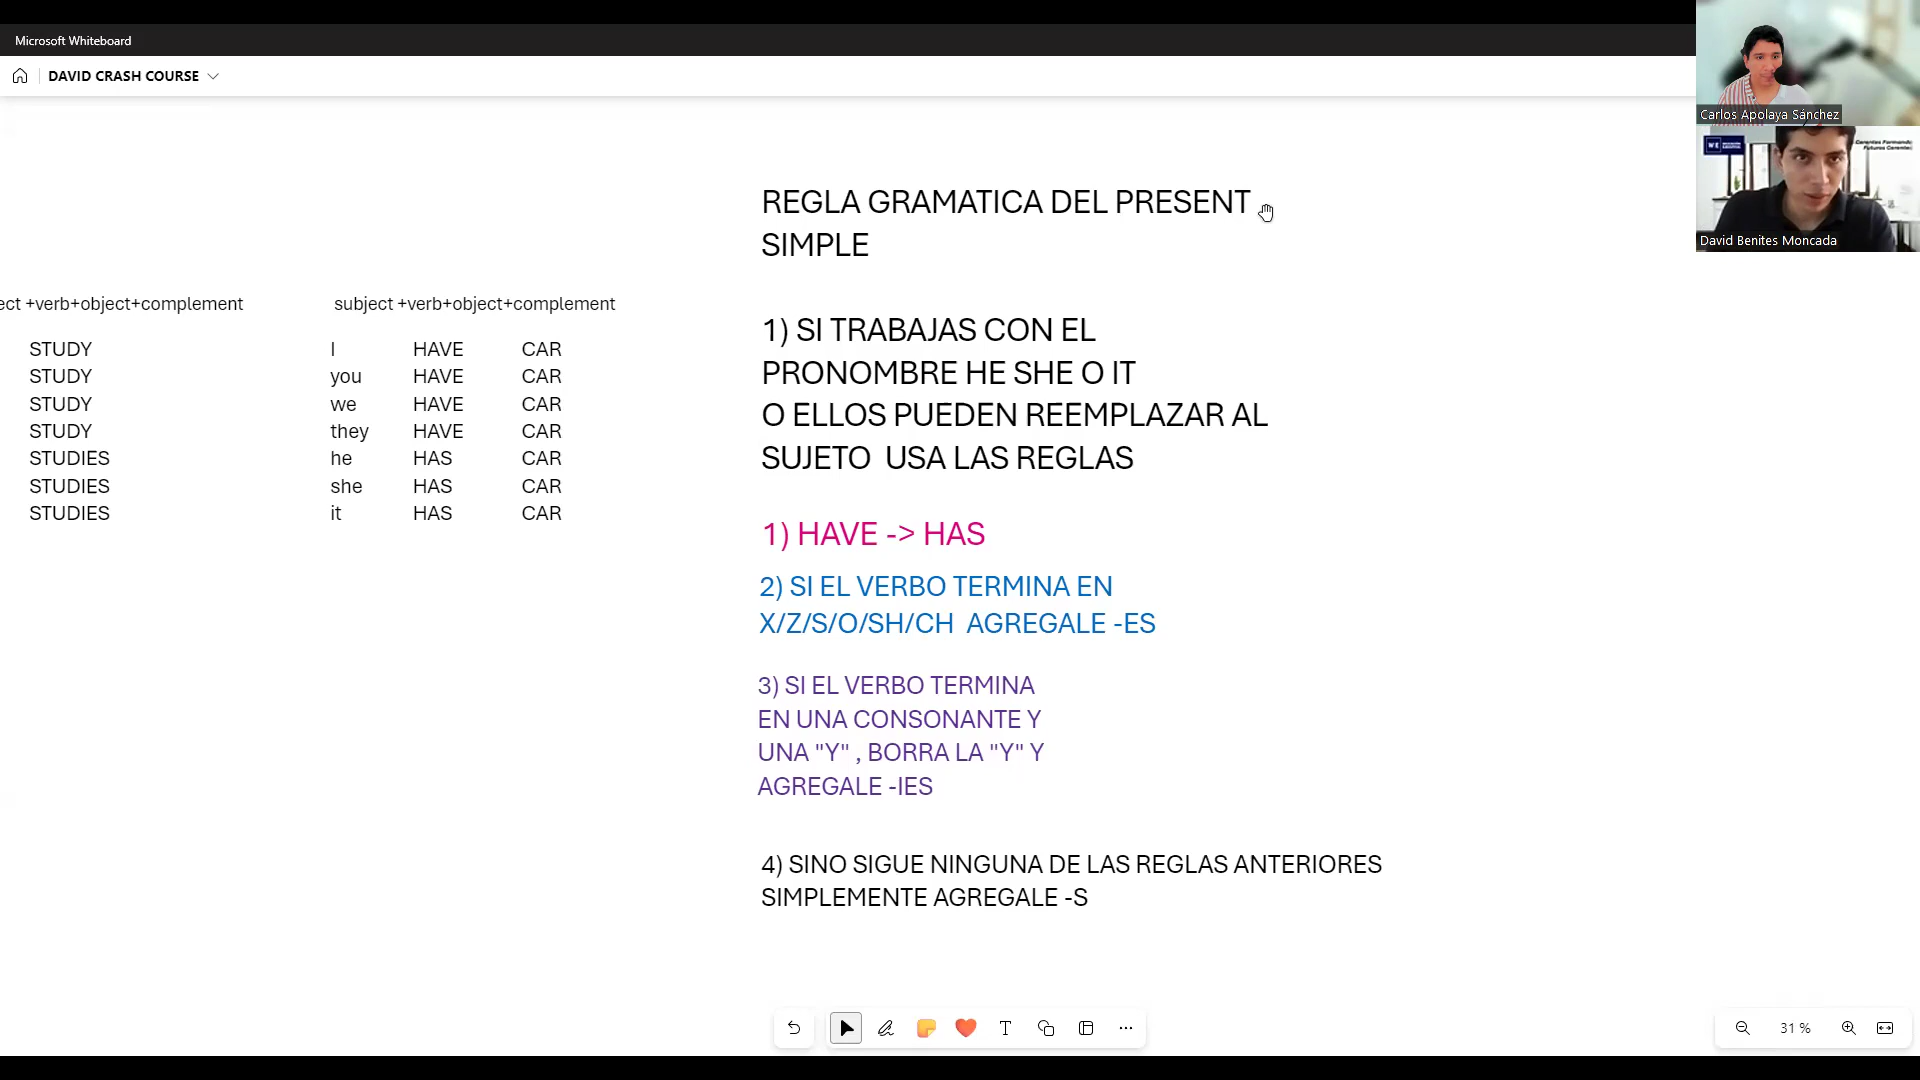 Microsoft Whiteboard
DAVID CRASH COURSE
Carlos Apolaya Sánchez
Gerentes Formando
Futuros Gerentes
David Benites Moncada
REGLA GRAMATICA DEL PRESENT
SIMPLE
ect +verb+object+complement
STUDY
STUDY
STUDY
STUDY
STUDIES
STUDIES
STUDIES
subject +verb+object+complement
I HAVE CAR
you HAVE CAR
we HAVE CAR
they HAVE CAR
he HAS CAR
she HAS CAR
it HAS CAR
1) SI TRABAJAS CON EL
PRONOMBRE HE SHE O IT
O ELLOS PUEDEN REEMPLAZAR AL
SUJETO  USA LAS REGLAS
1) HAVE -> HAS
2) SI EL VERBO TERMINA EN
X/Z/S/O/SH/CH  AGREGALE -ES
3) SI EL VERBO TERMINA
EN UNA CONSONANTE Y
UNA "Y" , BORRA LA "Y" Y
AGREGALE -IES
4) SINO SIGUE NINGUNA DE LAS REGLAS ANTERIORES
SIMPLEMENTE AGREGALE -S
31 %